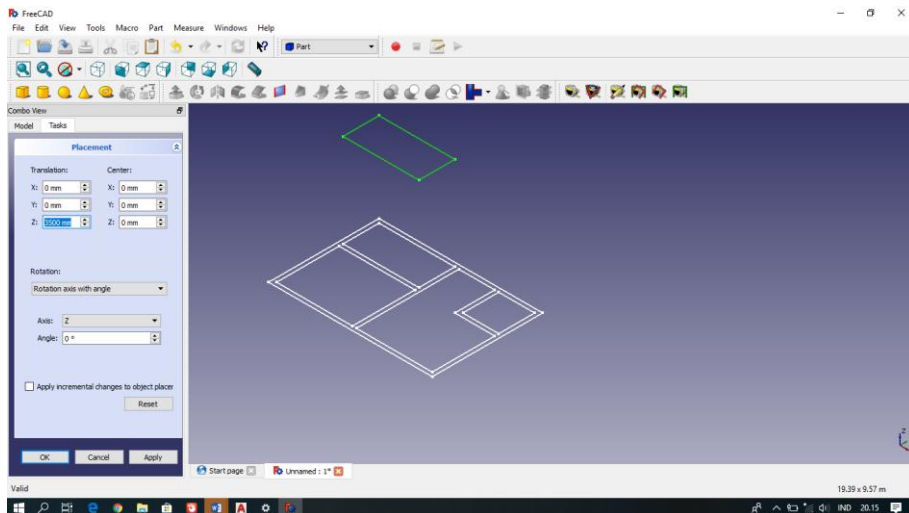 FreeCAD
File Edit View Tools Macro Part Measure Windows Help
Part
Combo View
Model Tasks
Placement
Translation: Center:
X: 0 mm X: 0 mm
Y: 0 mm Y: 0 mm
Z: 3500 mm Z: 0 mm
Rotation:
Rotation axis with angle
Axis: Z
Angle: 0 °
Apply incremental changes to object placer
Reset
OK Cancel Apply
Start page Unnamed : 1*
Valid 19.39 x 9.57 m
IND 20.15